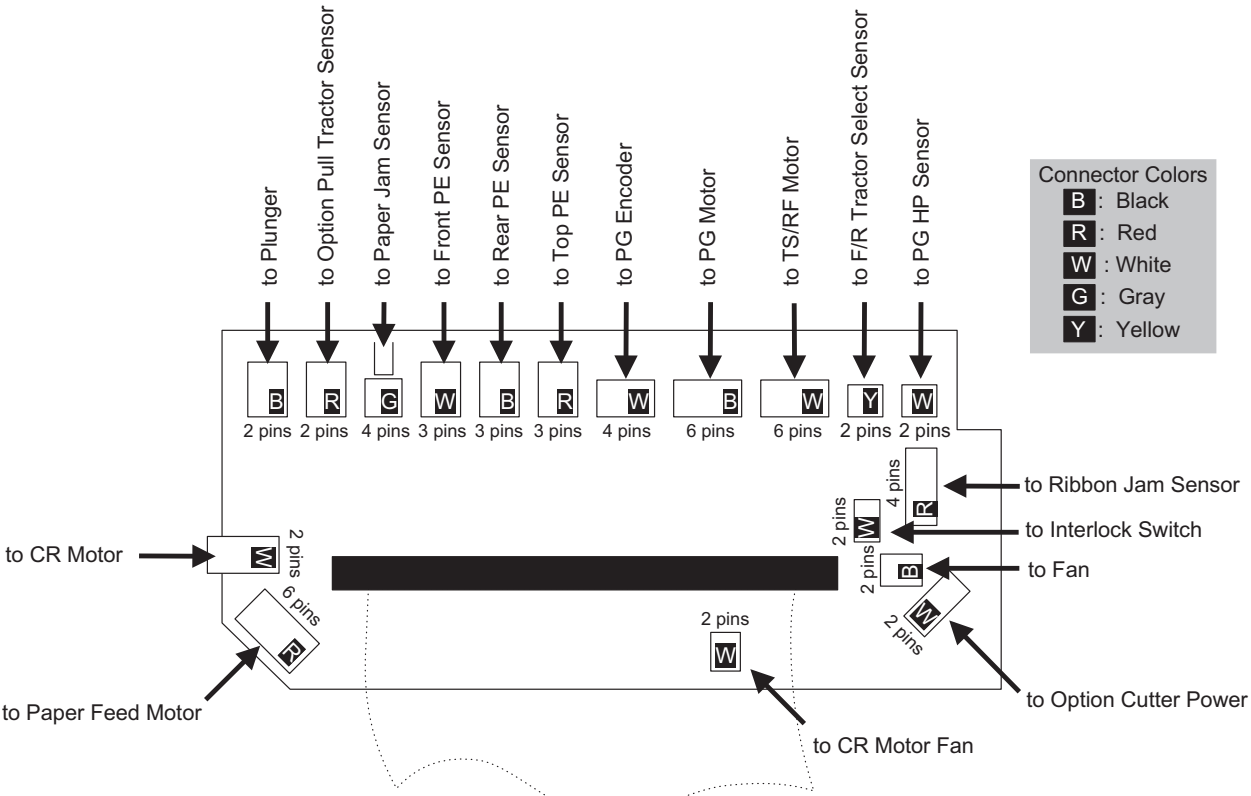 to Plunger
to Option Pull Tractor Sensor
to Paper Jam Sensor
to Front PE Sensor
to Rear PE Sensor
to Top PE Sensor
to PG Encoder
to PG Motor
to TS/RF Motor
to F/R Tractor Select Sensor
to PG HP Sensor
Connector Colors
B : Black
R : Red
W : White
G : Gray
Y : Yellow
B
R
G
W
B
R
W
B
W
Y
W
2 pins
2 pins
4 pins
3 pins
3 pins
3 pins
4 pins
6 pins
6 pins
2 pins
2 pins
4 pins
R
to Ribbon Jam Sensor
2 pins
W
to Interlock Switch
to CR Motor
W
2 pins
2 pins
B
to Fan
6 pins
R
to Paper Feed Motor
2 pins
W
to CR Motor Fan
W
2 pins
to Option Cutter Power